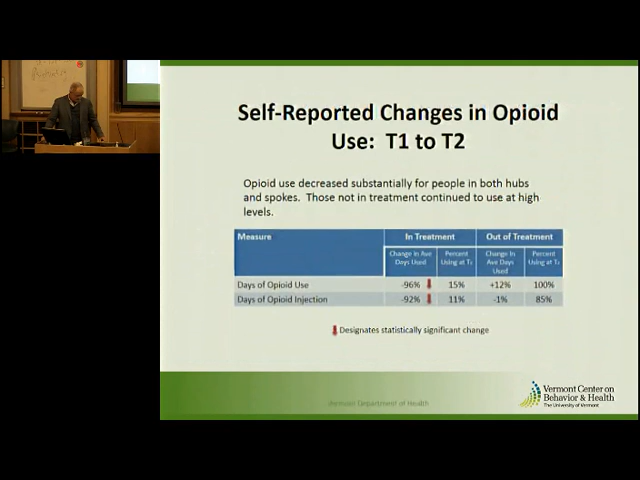 Self-Reported Changes in Opioid
Use: T1 to T2
Opioid use decreased substantially for people in both hubs
and spokes. Those not in treatment continued to use at high
levels.
Measure In Treatment Out of Treatment
Change in Ave Days Used Percent Using at T₂ Change in Ave Days Used Percent Using at T₂
Days of Opioid Use -96% 15% +12% 100%
Days of Opioid Injection -92% 11% -1% 85%
Designates statistically significant change
Vermont Department of Health
Vermont Center on
Behavior & Health
The University of Vermont